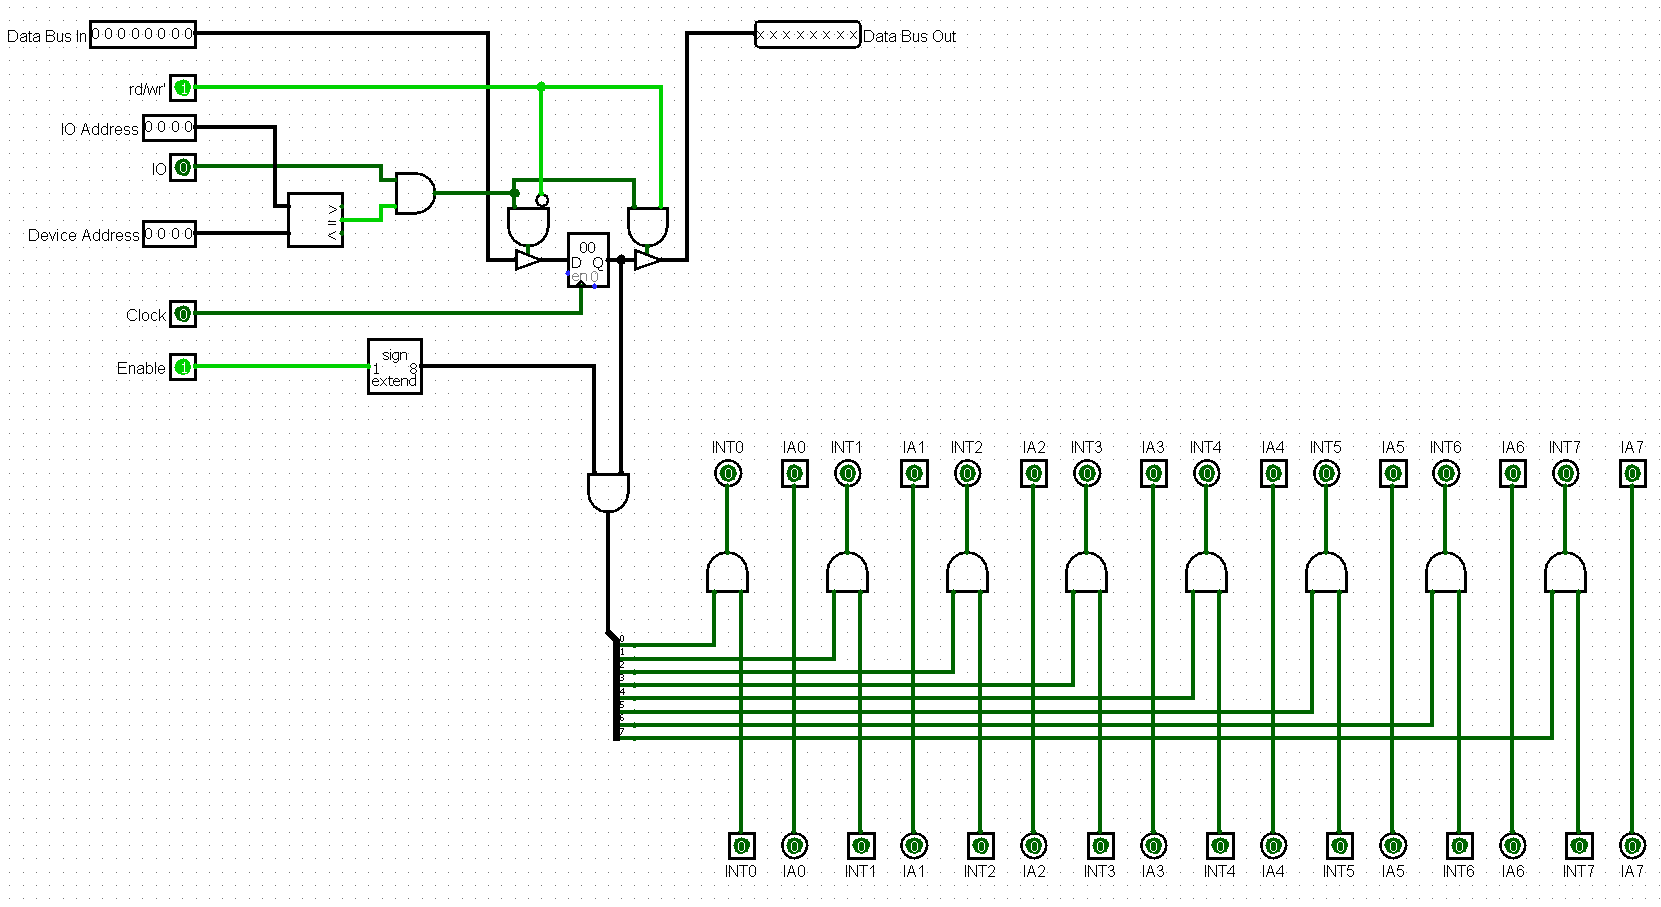 Data Bus In 0 0 0 0 0 0 0 0 x x x x x x x x Data Bus Out
rd/wr' 1
IO Address 0 0 0 0
IO 0
> 
=
<
Device Address 0 0 0 0
00
D Q
en 0
Clock 0
Enable 1
sign
1 8
extend
INT0 IA0 INT1 IA1 INT2 IA2 INT3 IA3 INT4 IA4 INT5 IA5 INT6 IA6 INT7 IA7
0 0 0 0 0 0 0 0 0 0 0 0 0 0 0 0
0
1
2
3
4
5
6
7
0 0 0 0 0 0 0 0 0 0 0 0 0 0 0 0
INT0 IA0 INT1 IA1 INT2 IA2 INT3 IA3 INT4 IA4 INT5 IA5 INT6 IA6 INT7 IA7